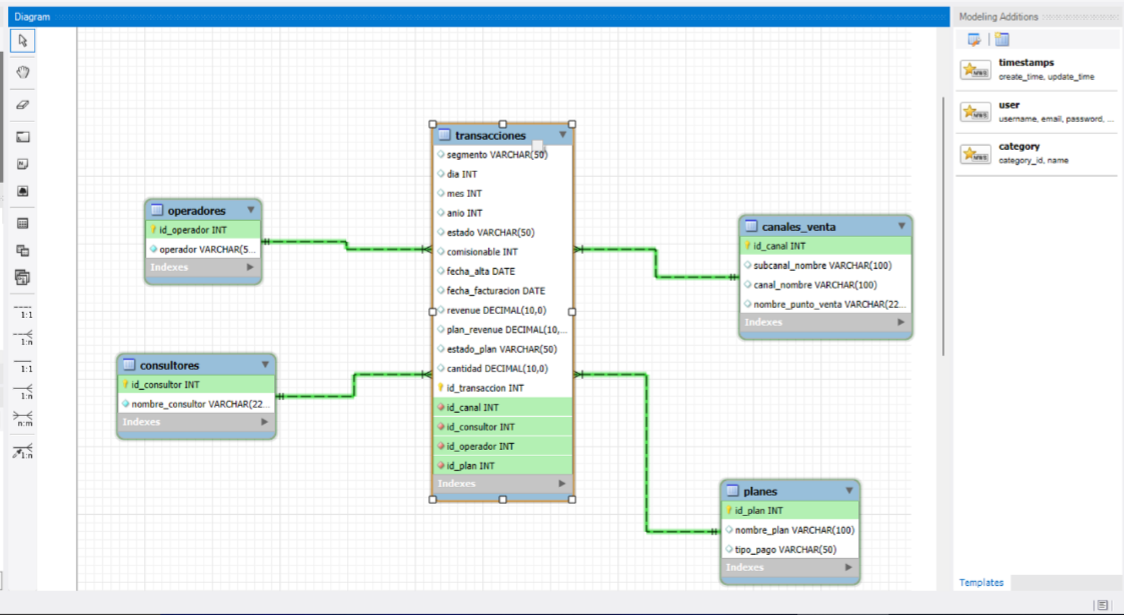 Diagram
Modeling Additions
timestamps
create_time, update_time
user
username, email, password, ...
category
category_id, name
transacciones
segmento VARCHAR(50)
dia INT
mes INT
anio INT
estado VARCHAR(50)
comisionable INT
fecha_alta DATE
fecha_facturacion DATE
revenue DECIMAL(10,0)
plan_revenue DECIMAL(10,...
estado_plan VARCHAR(50)
cantidad DECIMAL(10,0)
id_transaccion INT
id_canal INT
id_consultor INT
id_operador INT
id_plan INT
Indexes
operadores
id_operador INT
operador VARCHAR(5...
Indexes
consultores
id_consultor INT
nombre_consultor VARCHAR(22...
Indexes
canales_venta
id_canal INT
subcanal_nombre VARCHAR(100)
canal_nombre VARCHAR(100)
nombre_punto_venta VARCHAR(22...
Indexes
planes
id_plan INT
nombre_plan VARCHAR(100)
tipo_pago VARCHAR(50)
Indexes
1:1
1:n
1:1
1:n
n:m
1:n
Templates